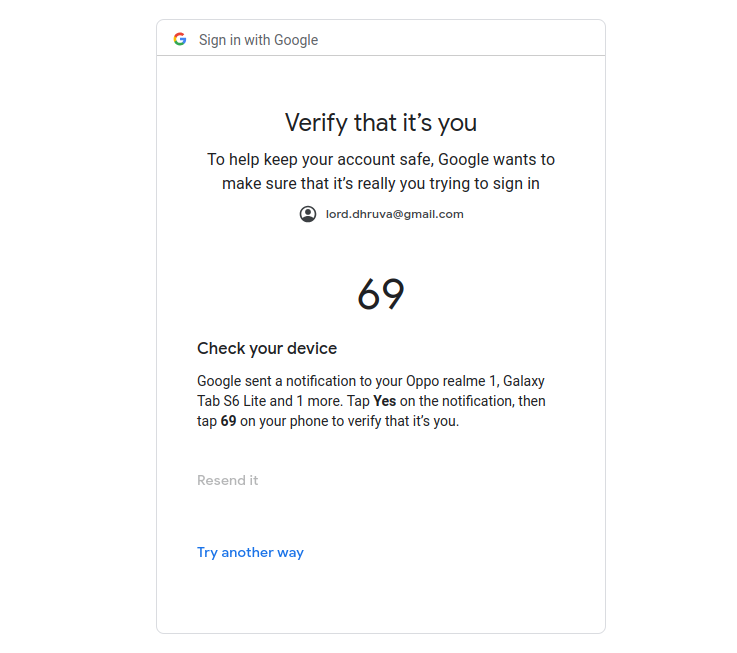 Sign in with Google
Verify that it’s you
To help keep your account safe, Google wants to
make sure that it’s really you trying to sign in
lord.dhruva@gmail.com
69
Check your device
Google sent a notification to your Oppo realme 1, Galaxy
Tab S6 Lite and 1 more. Tap Yes on the notification, then
tap 69 on your phone to verify that it’s you.
Resend it
Try another way